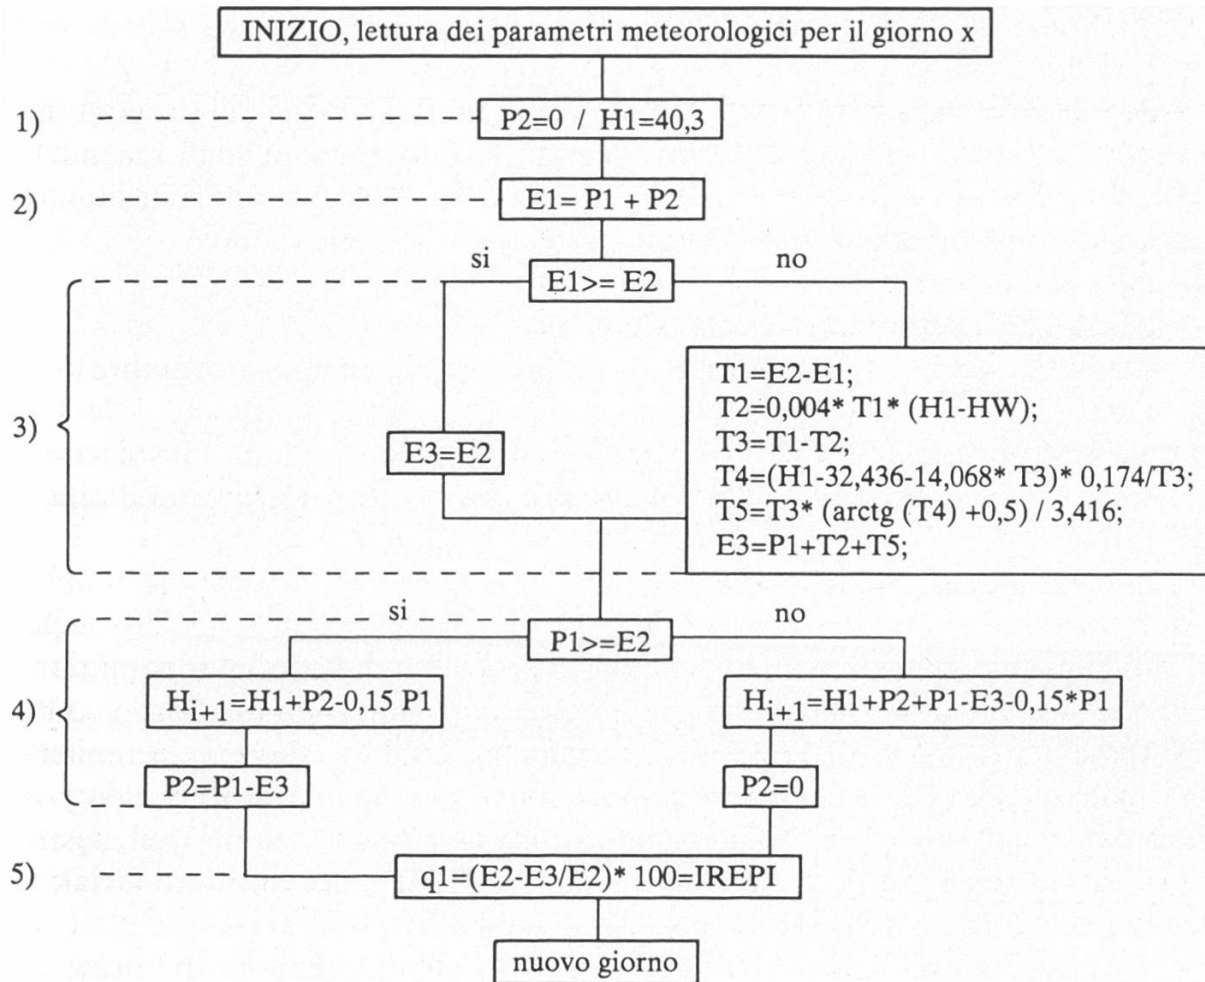 INIZIO, lettura dei parametri meteorologici per il giorno x
1)
P2=0 / H1=40,3
2)
E1= P1 + P2
si
no
E1>= E2
3)
E3=E2
T1=E2-E1;
T2=0,004* T1* (H1-HW);
T3=T1-T2;
T4=(H1-32,436-14,068* T3)* 0,174/T3;
T5=T3* (arctg (T4) +0,5) / 3,416;
E3=P1+T2+T5;
si
no
P1>=E2
4)
Hi+1=H1+P2-0,15*P1
Hi+1=H1+P2+P1-E3-0,15*P1
P2=P1-E3
P2=0
5)
q1=(E2-E3/E2)* 100=IREPI
nuovo giorno